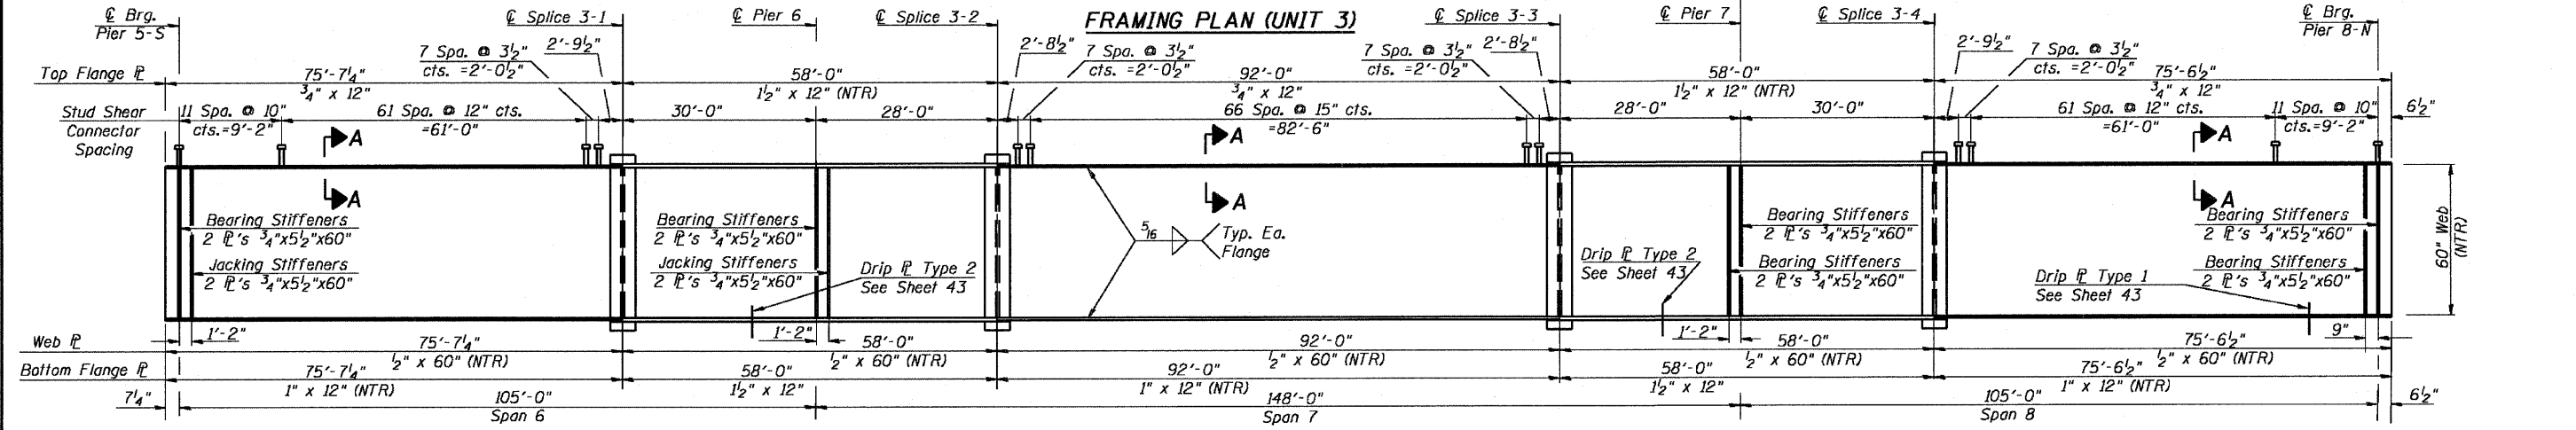 ℄ Brg.
Pier 5-S
℄ Splice 3-1
℄ Pier 6
℄ Splice 3-2
FRAMING PLAN (UNIT 3)
℄ Splice 3-3
℄ Pier 7
℄ Splice 3-4
℄ Brg.
Pier 8-N
7 Spa. @ 3½"
cts. =2'-0½"
2'-9½"
2'-8½"
7 Spa. @ 3½"
cts. =2'-0½"
7 Spa. @ 3½"
cts. =2'-0½"
2'-8½"
2'-9½"
7 Spa. @ 3½"
cts. =2'-0½"
Top Flange ℙL
75'-7¼"
¾" x 12"
58'-0"
1½" x 12" (NTR)
92'-0"
¾" x 12"
58'-0"
1½" x 12" (NTR)
75'-6½"
¾" x 12"
Stud Shear
Connector
Spacing
11 Spa. @ 10"
cts.=9'-2"
61 Spa. @ 12" cts.
=61'-0"
30'-0"
28'-0"
66 Spa. @ 15" cts.
=82'-6"
28'-0"
30'-0"
61 Spa. @ 12" cts.
=61'-0"
11 Spa. @ 10"
cts.=9'-2"
6½"
A
A
A
A
A
A
Bearing Stiffeners
2 ℙL's ¾"x5½"x60"
Jacking Stiffeners
2 ℙL's ¾"x5½"x60"
Bearing Stiffeners
2 ℙL's ¾"x5½"x60"
Jacking Stiffeners
2 ℙL's ¾"x5½"x60"
Drip ℙL Type 2
See Sheet 43
5/16
Typ. Ea.
Flange
Drip ℙL Type 2
See Sheet 43
Bearing Stiffeners
2 ℙL's ¾"x5½"x60"
Bearing Stiffeners
2 ℙL's ¾"x5½"x60"
Drip ℙL Type 1
See Sheet 43
Bearing Stiffeners
2 ℙL's ¾"x5½"x60"
Bearing Stiffeners
2 ℙL's ¾"x5½"x60"
60" Web
(NTR)
1'-2"
1'-2"
1'-2"
9"
Web ℙL
75'-7¼"
½" x 60" (NTR)
58'-0"
½" x 60" (NTR)
92'-0"
½" x 60" (NTR)
58'-0"
½" x 60" (NTR)
75'-6½"
½" x 60" (NTR)
Bottom Flange ℙL
75'-7¼"
1" x 12" (NTR)
58'-0"
1½" x 12"
92'-0"
1" x 12" (NTR)
58'-0"
1½" x 12"
75'-6½"
1" x 12" (NTR)
7¼"
105'-0"
Span 6
148'-0"
Span 7
105'-0"
Span 8
6½"